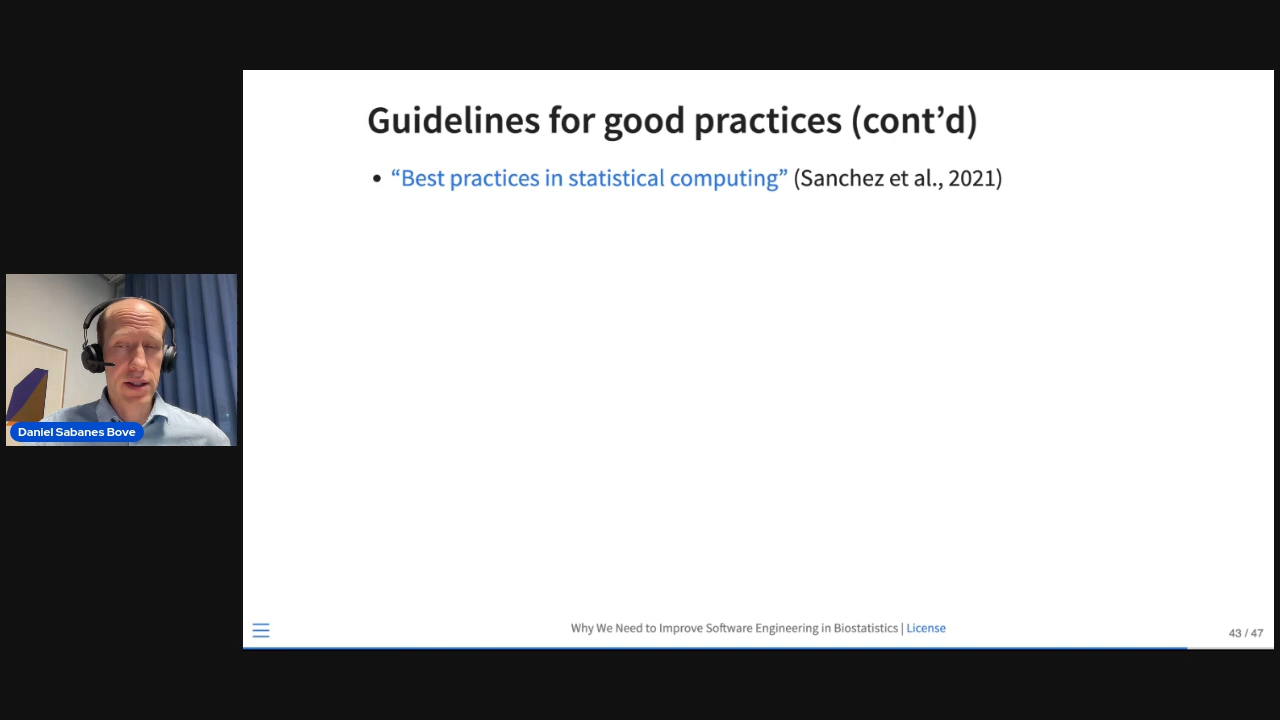 Guidelines for good practices (cont’d)
• “Best practices in statistical computing” (Sanchez et al., 2021)
Daniel Sabanes Bove
Why We Need to Improve Software Engineering in Biostatistics | License
43 / 47